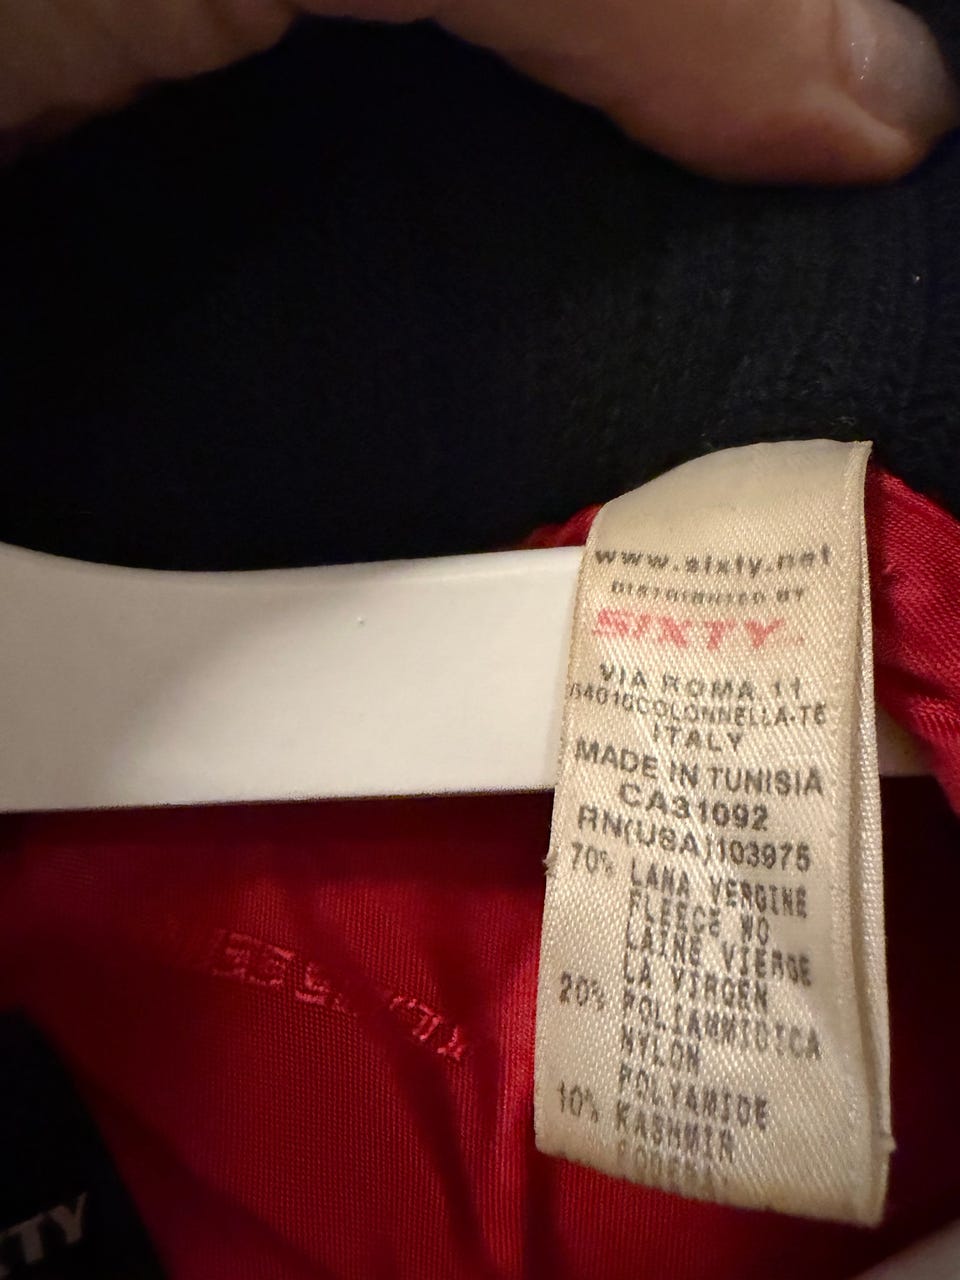 www.sixty.net
DISTRIBUTED BY
SIXTY
VIA ROMA 11
64010COLONNELLA-TE
ITALY
MADE IN TUNISIA
CA31092
RN(USA)103975
70% LANA VERGINE
FLEECE WO
LAINE VIERGE
LA VIRGEN
20% POLIAMMIDICA
NYLON
POLYAMIDE
10% KASHMIR